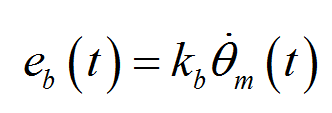 e_b(t) = k_b θ̇_m(t)